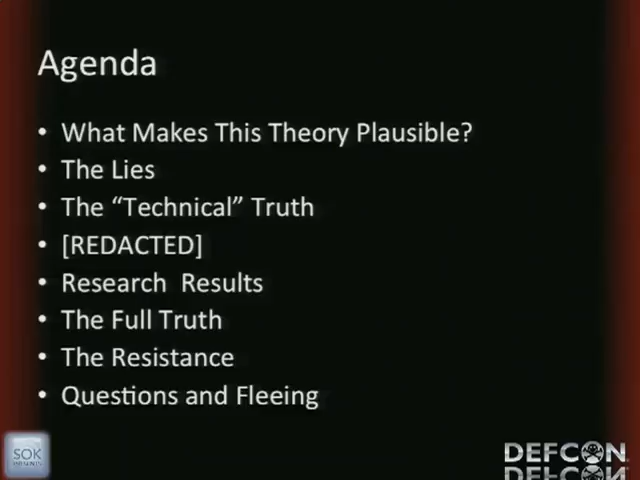 Agenda
• What Makes This Theory Plausible?
• The Lies
• The “Technical” Truth
• [REDACTED]
• Research  Results
• The Full Truth
• The Resistance
• Questions and Fleeing
SOK
DEFCON